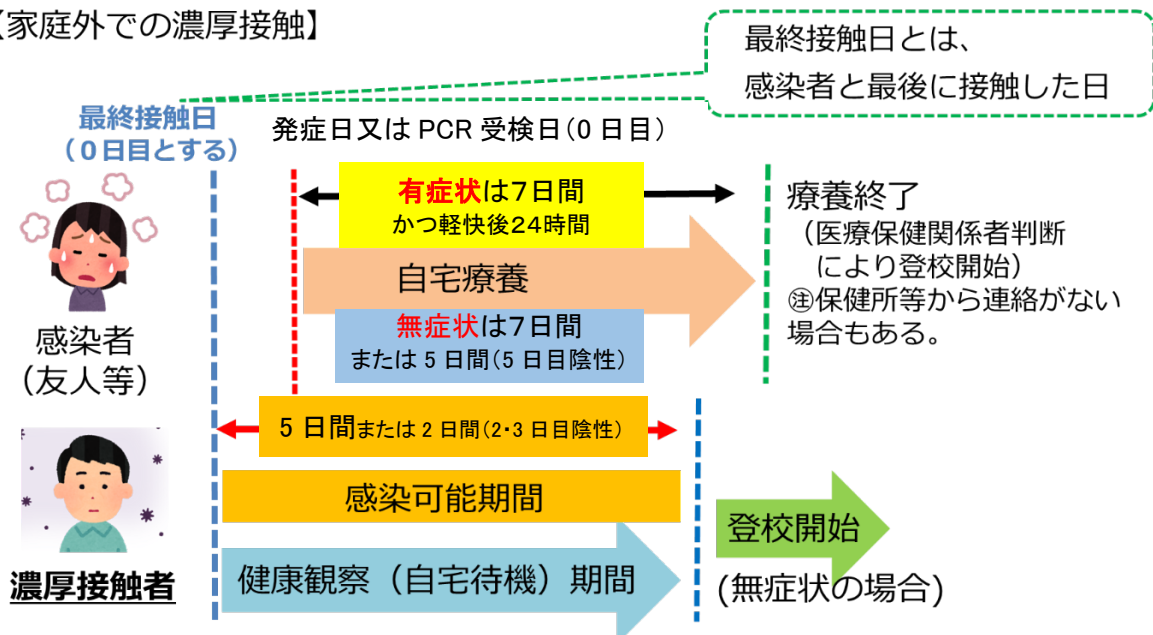 【家庭外での濃厚接触】
最終接触日とは、
感染者と最後に接触した日
最終接触日
（０日目とする）
発症日又は PCR 受検日（0 日目）
有症状は７日間
かつ軽快後２４時間
自宅療養
無症状は７日間
または 5 日間（5 日目陰性）
療養終了
（医療保健関係者判断
により登校開始）
㊟保健所等から連絡がない
場合もある。
感染者
（友人等）
5 日間または 2 日間（2・3 日目陰性）
感染可能期間
健康観察（自宅待機）期間
濃厚接触者
登校開始
(無症状の場合)